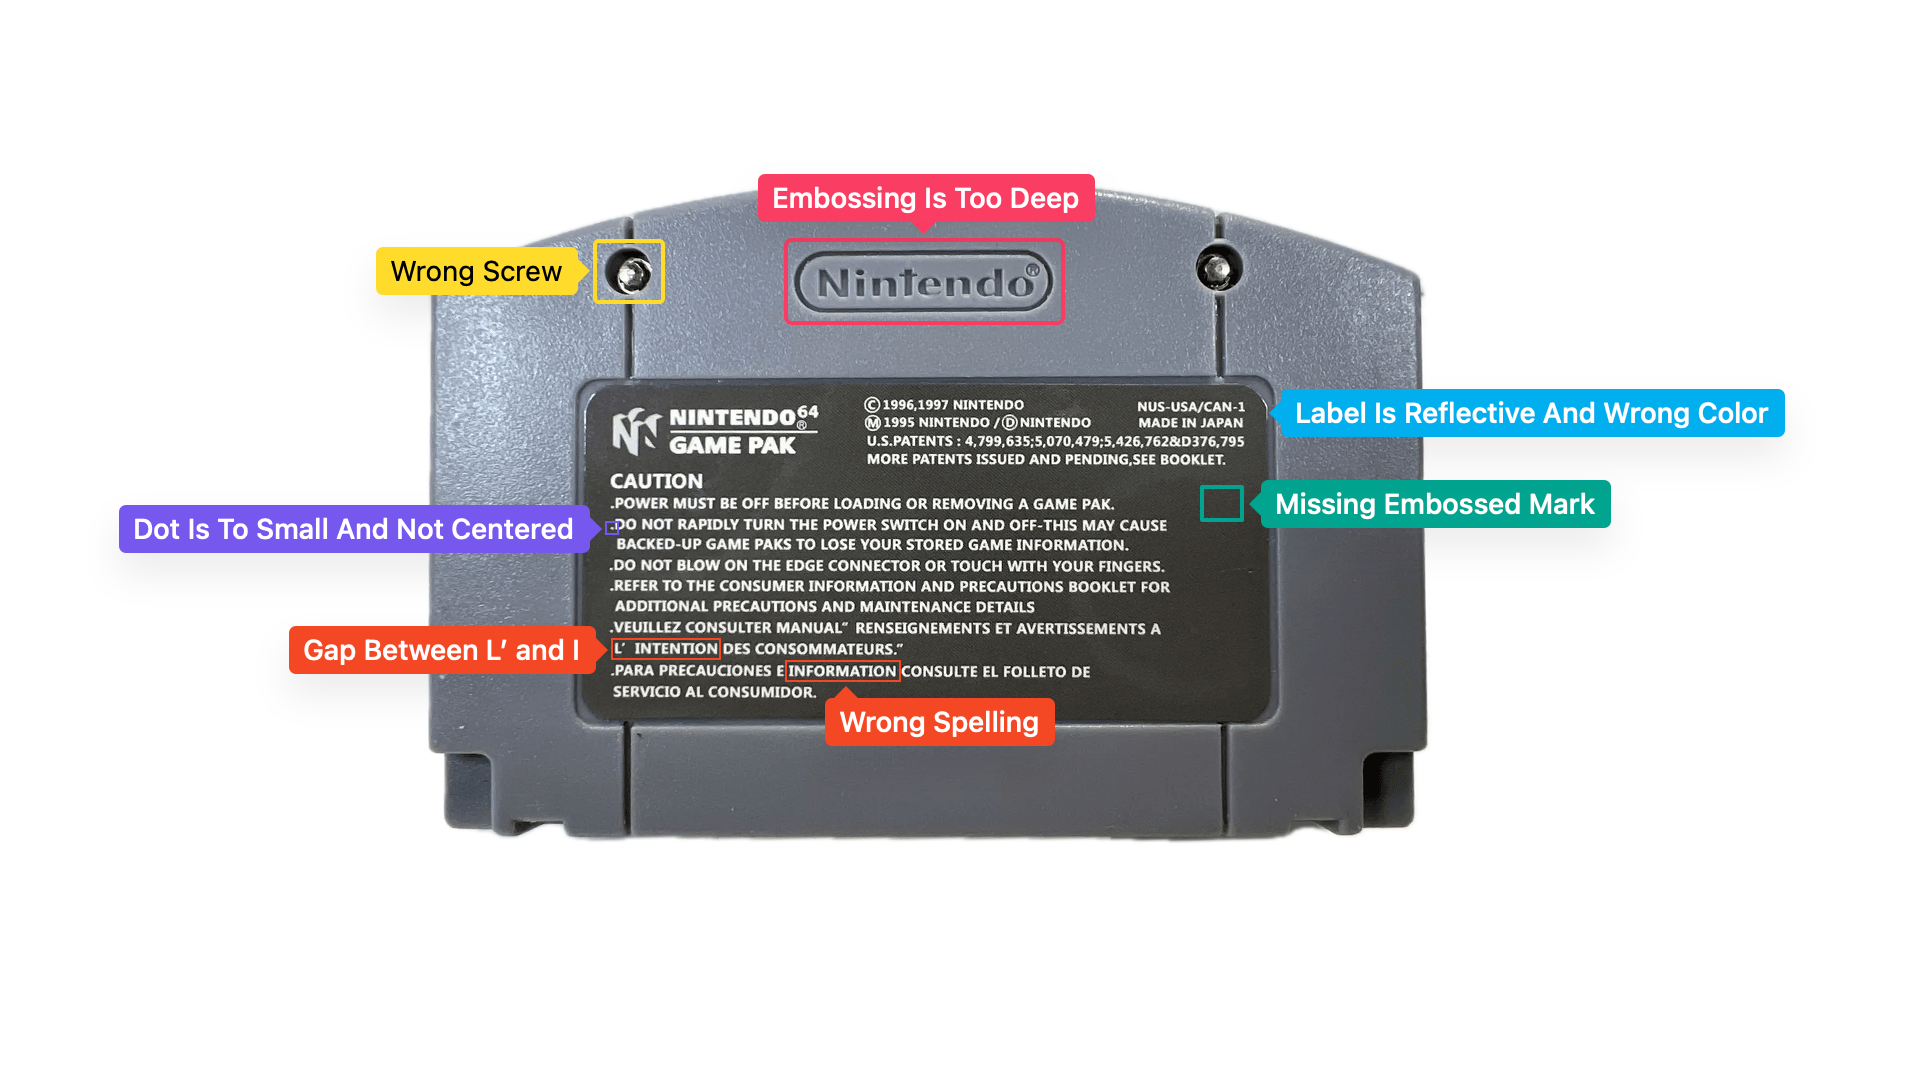 Embossing Is Too Deep
Wrong Screw
Nintendo®
NINTENDO64®
GAME PAK
©1996,1997 NINTENDO
Ⓜ1995 NINTENDO /ⒹNINTENDO
NUS-USA/CAN-1
MADE IN JAPAN
U.S.PATENTS : 4,799,635;5,070,479;5,426,762&D376,795
MORE PATENTS ISSUED AND PENDING,SEE BOOKLET.
Label Is Reflective And Wrong Color
CAUTION
.POWER MUST BE OFF BEFORE LOADING OR REMOVING A GAME PAK.
Missing Embossed Mark
Dot Is To Small And Not Centered
.DO NOT RAPIDLY TURN THE POWER SWITCH ON AND OFF-THIS MAY CAUSE
BACKED-UP GAME PAKS TO LOSE YOUR STORED GAME INFORMATION.
.DO NOT BLOW ON THE EDGE CONNECTOR OR TOUCH WITH YOUR FINGERS.
.REFER TO THE CONSUMER INFORMATION AND PRECAUTIONS BOOKLET FOR
ADDITIONAL PRECAUTIONS AND MAINTENANCE DETAILS
.VEUILLEZ CONSULTER MANUAL” RENSEIGNEMENTS ET AVERTISSEMENTS A
Gap Between L’ and I
L’ INTENTION DES CONSOMMATEURS.”
.PARA PRECAUCIONES E INFORMATION CONSULTE EL FOLLETO DE
SERVICIO AL CONSUMIDOR.
Wrong Spelling